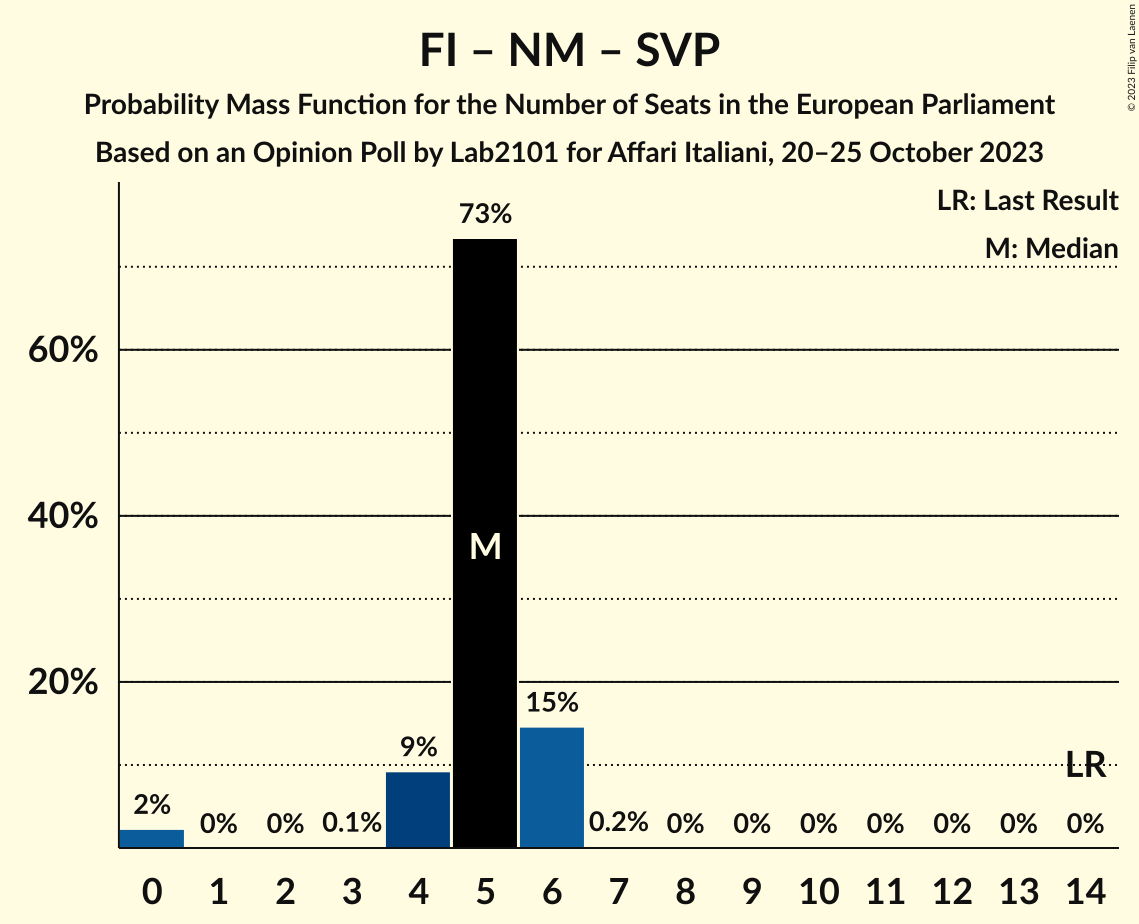 FI – NM – SVP
Probability Mass Function for the Number of Seats in the European Parliament
Based on an Opinion Poll by Lab2101 for Affari Italiani, 20–25 October 2023
© 2023 Filip van Laenen
LR: Last Result
M: Median
73%
60%
40%
M
20%
15%
9%
LR
2%
0%
0%
0.1%
0.2%
0%
0%
0%
0%
0%
0%
0%
0 1 2 3 4 5 6 7 8 9 10 11 12 13 14